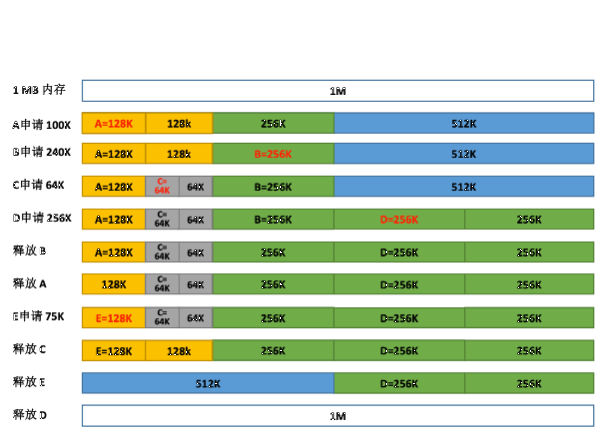 1 MB 内存 1M
A申请 100K A=128K 128k 256K 512K
B申请 240K A=128K 128k B=256K 512K
C申请 64K A=128K C=64K 64K B=256K 512K
D申请 256K A=128K C=64K 64K B=256K D=256K 256K
释放 B A=128K C=64K 64K 256K D=256K 256K
释放 A 128K C=64K 64K 256K D=256K 256K
E申请 75K E=128K C=64K 64K 256K D=256K 256K
释放 C E=128K 128k 256K D=256K 256K
释放 E 512K D=256K 256K
释放 D 1M